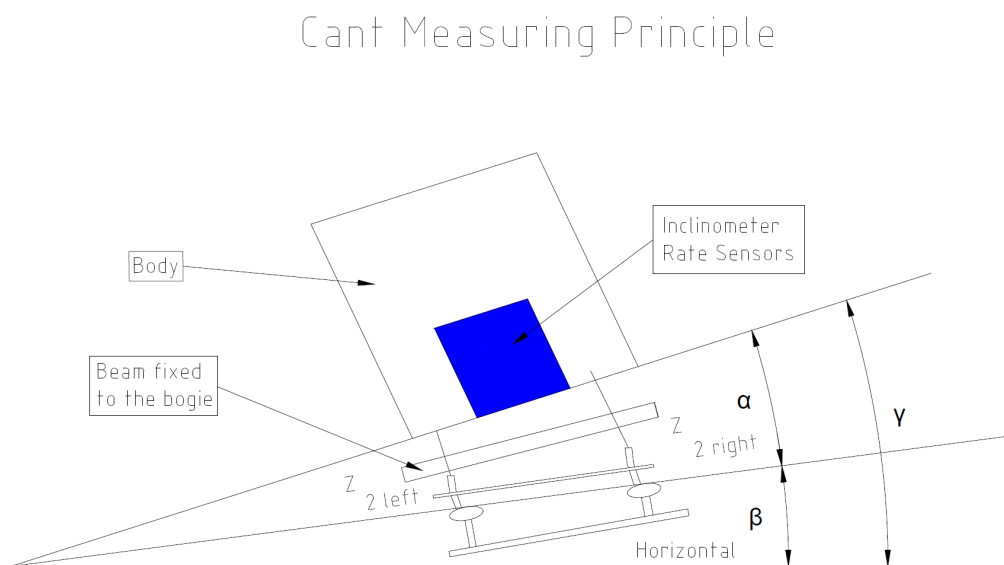 Cant Measuring Principle
Inclinometer
Rate Sensors
Body
Beam fixed
to the bogie
α
γ
Z
2 right
Z
2 left
β
Horizontal